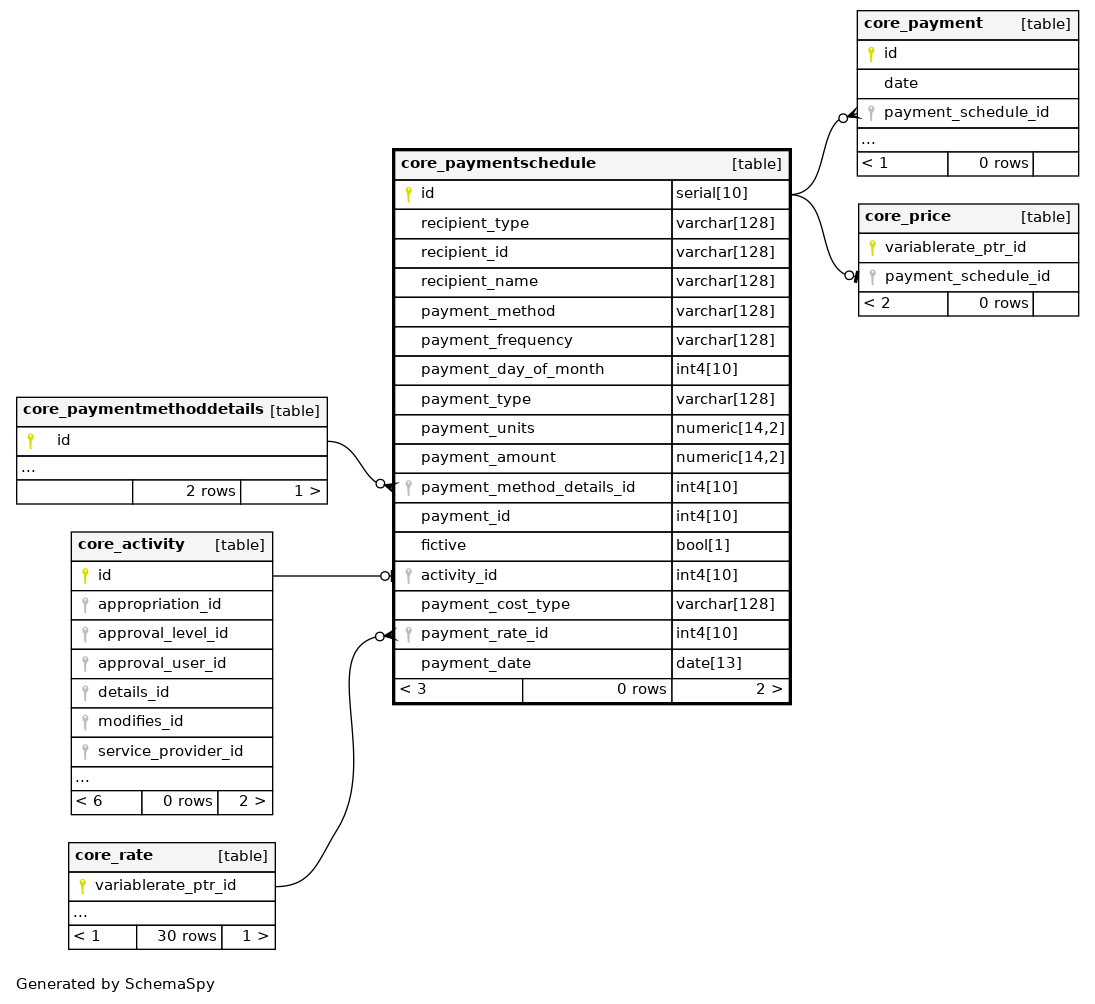 core_payment [table]
id
date
payment_schedule_id
...
< 1 0 rows
core_price [table]
variablerate_ptr_id
payment_schedule_id
< 2 0 rows
core_paymentschedule [table]
id serial[10]
recipient_type varchar[128]
recipient_id varchar[128]
recipient_name varchar[128]
payment_method varchar[128]
payment_frequency varchar[128]
payment_day_of_month int4[10]
payment_type varchar[128]
payment_units numeric[14,2]
payment_amount numeric[14,2]
payment_method_details_id int4[10]
payment_id int4[10]
fictive bool[1]
activity_id int4[10]
payment_cost_type varchar[128]
payment_rate_id int4[10]
payment_date date[13]
< 3 0 rows 2 >
core_paymentmethoddetails [table]
id
...
2 rows 1 >
core_activity [table]
id
appropriation_id
approval_level_id
approval_user_id
details_id
modifies_id
service_provider_id
...
< 6 0 rows 2 >
core_rate [table]
variablerate_ptr_id
...
< 1 30 rows 1 >
Generated by SchemaSpy